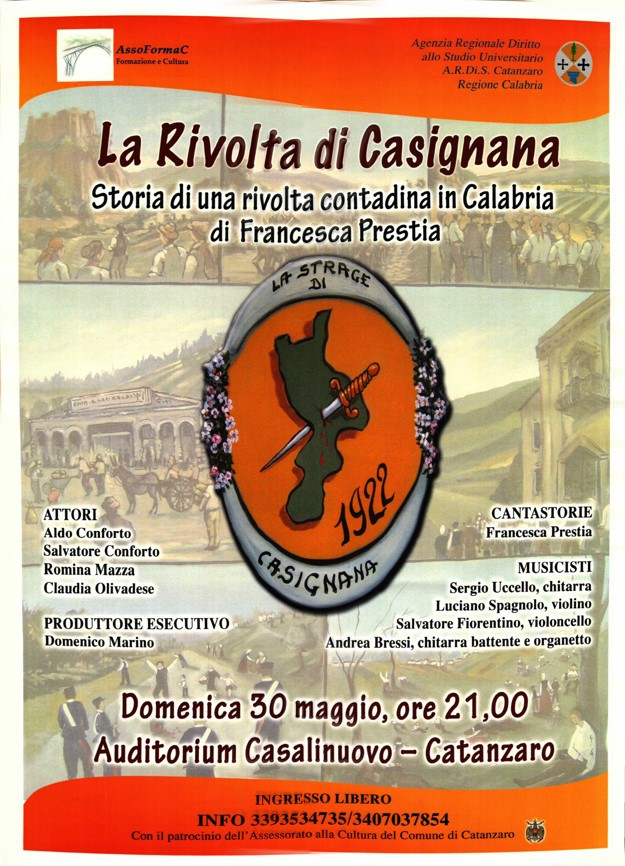 AssoFormaC
Formazione e Cultura
Agenzia Regionale Diritto
allo Studio Universitario
A.R.Di.S. Catanzaro
Regione Calabria
La Rivolta di Casignana
Storia di una rivolta contadina in Calabria
di Francesca Prestia
LA STRAGE
DI
1922
CASIGNANA
ATTORI
Aldo Conforto
Salvatore Conforto
Romina Mazza
Claudia Olivadese
PRODUTTORE ESECUTIVO
Domenico Marino
CANTASTORIE
Francesca Prestia
MUSICISTI
Sergio Uccello, chitarra
Luciano Spagnolo, violino
Salvatore Fiorentino, violoncello
Andrea Bressi, chitarra battente e organetto
Domenica 30 maggio, ore 21,00
Auditorium Casalinuovo – Catanzaro
INGRESSO LIBERO
INFO 3393534735/3407037854
Con il patrocinio dell'Assessorato alla Cultura del Comune di Catanzaro